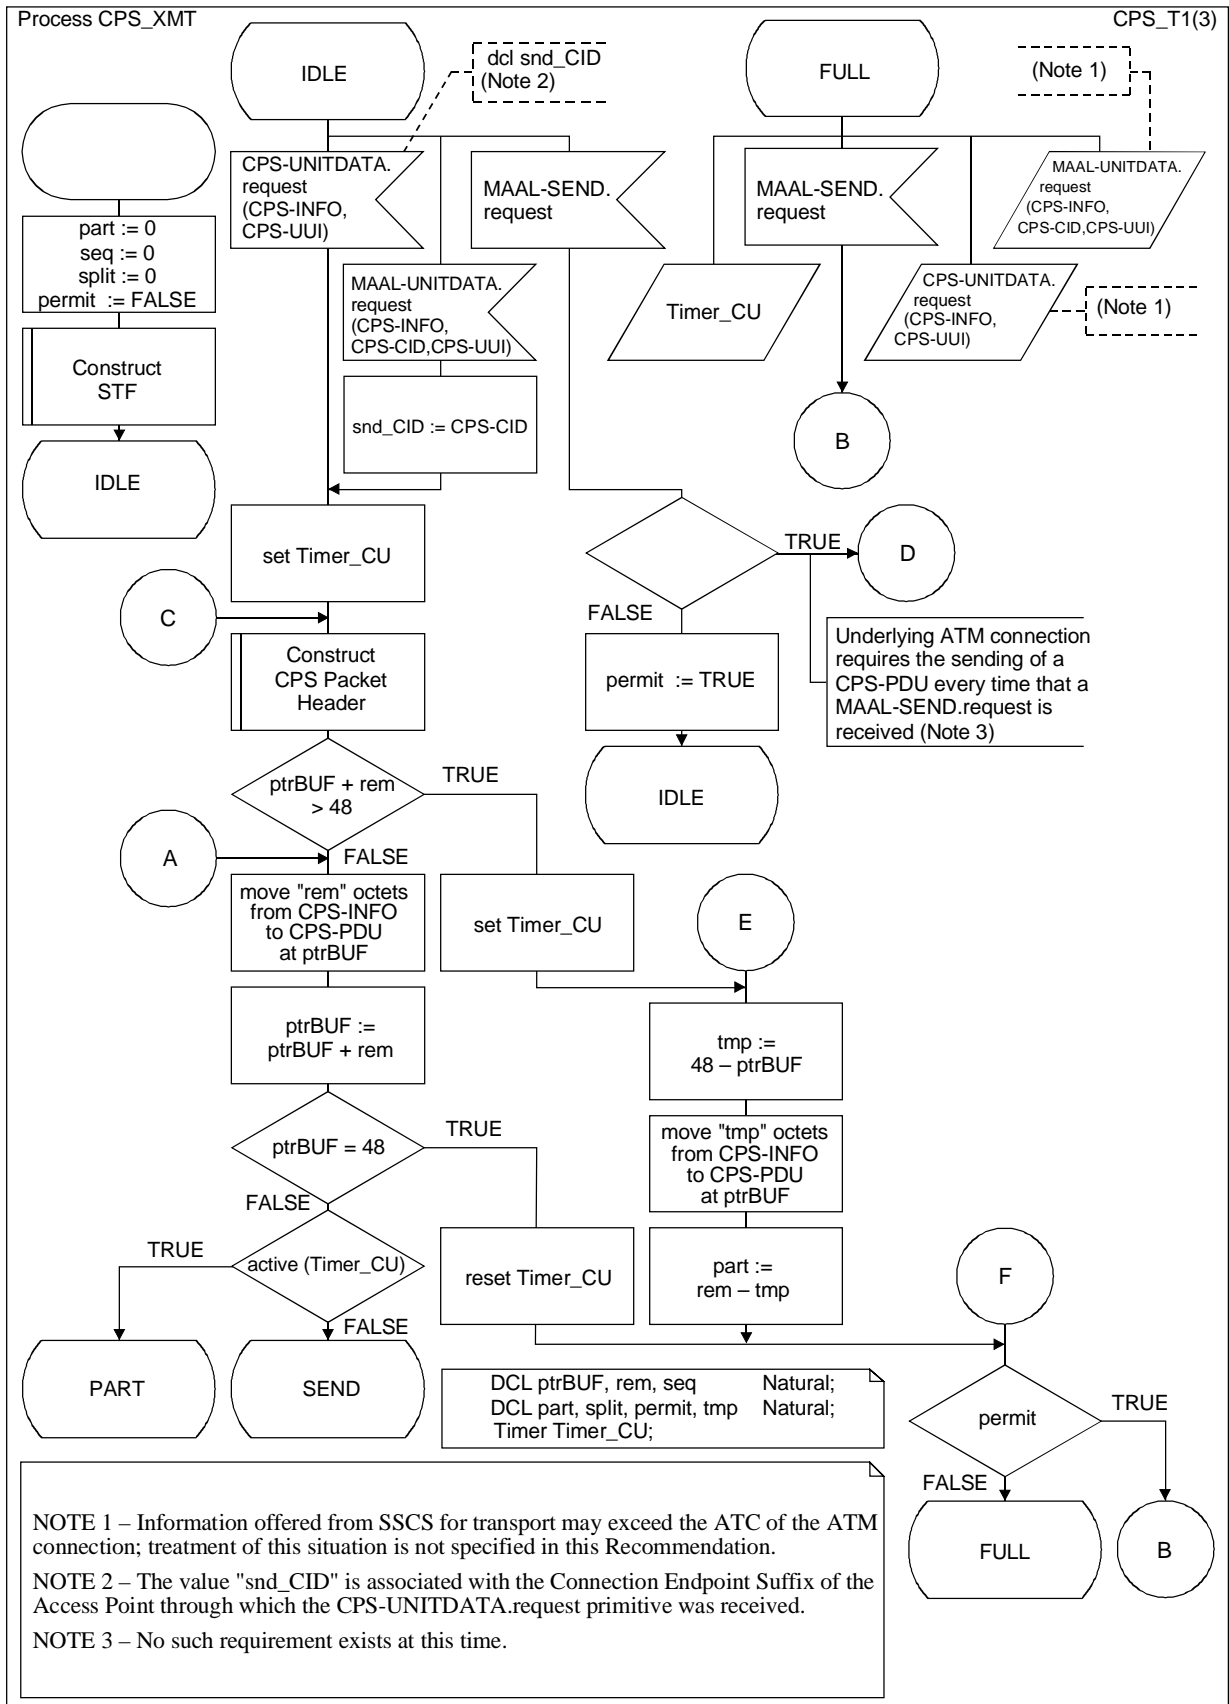 Process CPS_XMT
CPS_T1(3)
IDLE
dcl snd_CID
(Note 2)
FULL
(Note 1)
CPS-UNITDATA.
request
(CPS-INFO,
CPS-UUI)
MAAL-SEND.
request
MAAL-SEND.
request
MAAL-UNITDATA.
request
(CPS-INFO,
CPS-CID,CPS-UUI)
part := 0
seq := 0
split := 0
permit := FALSE
MAAL-UNITDATA.
request
(CPS-INFO,
CPS-CID,CPS-UUI)
Timer_CU
CPS-UNITDATA.
request
(CPS-INFO,
CPS-UUI)
(Note 1)
Construct
STF
snd_CID := CPS-CID
B
IDLE
set Timer_CU
TRUE
D
C
FALSE
Construct
CPS Packet
Header
permit := TRUE
Underlying ATM connection
requires the sending of a
CPS-PDU every time that a
MAAL-SEND.request is
received (Note 3)
ptrBUF + rem
> 48
TRUE
IDLE
A
FALSE
move "rem" octets
from CPS-INFO
to CPS-PDU
at ptrBUF
set Timer_CU
E
ptrBUF :=
ptrBUF + rem
tmp :=
48 – ptrBUF
ptrBUF = 48
TRUE
move "tmp" octets
from CPS-INFO
to CPS-PDU
at ptrBUF
FALSE
TRUE
active (Timer_CU)
reset Timer_CU
part :=
rem – tmp
F
FALSE
PART
SEND
DCL ptrBUF, rem, seq Natural;
DCL part, split, permit, tmp Natural;
Timer Timer_CU;
permit
TRUE
FALSE
FULL
B
NOTE 1 – Information offered from SSCS for transport may exceed the ATC of the ATM
connection; treatment of this situation is not specified in this Recommendation.
NOTE 2 – The value "snd_CID" is associated with the Connection Endpoint Suffix of the
Access Point through which the CPS-UNITDATA.request primitive was received.
NOTE 3 – No such requirement exists at this time.